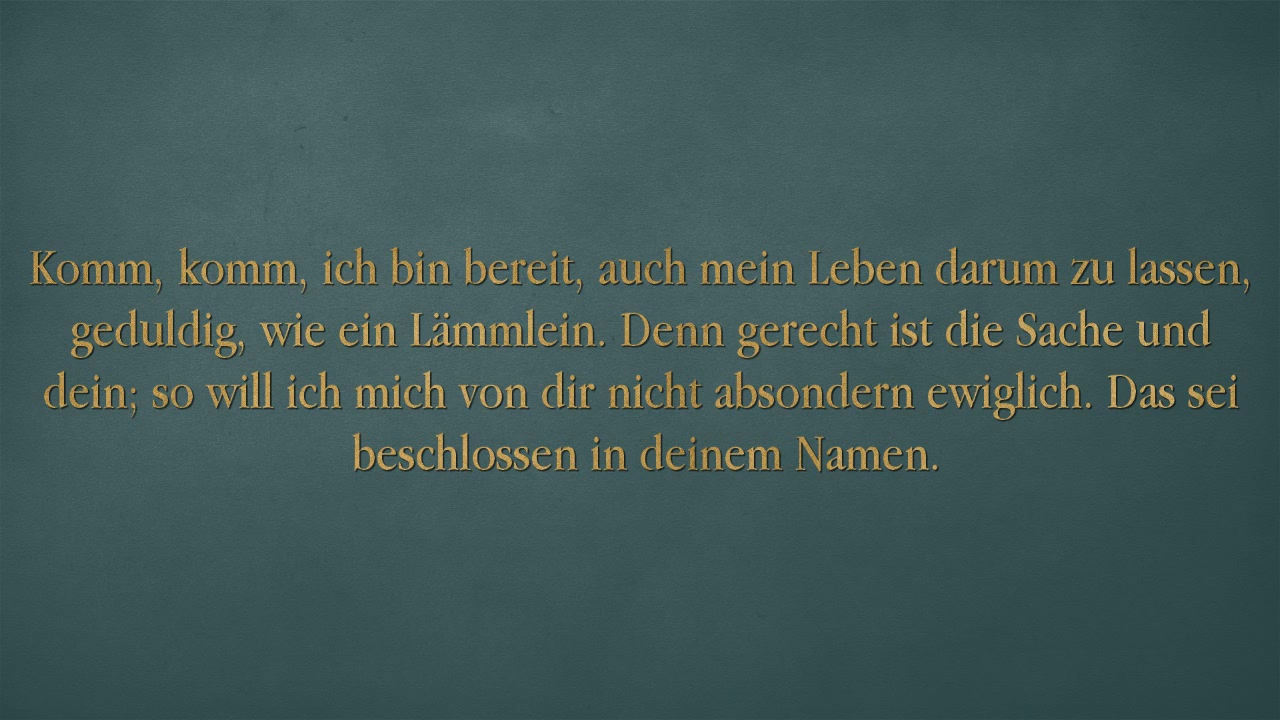 Komm, komm, ich bin bereit, auch mein Leben darum zu lassen,
geduldig, wie ein Lämmlein. Denn gerecht ist die Sache und
dein; so will ich mich von dir nicht absondern ewiglich. Das sei
beschlossen in deinem Namen.